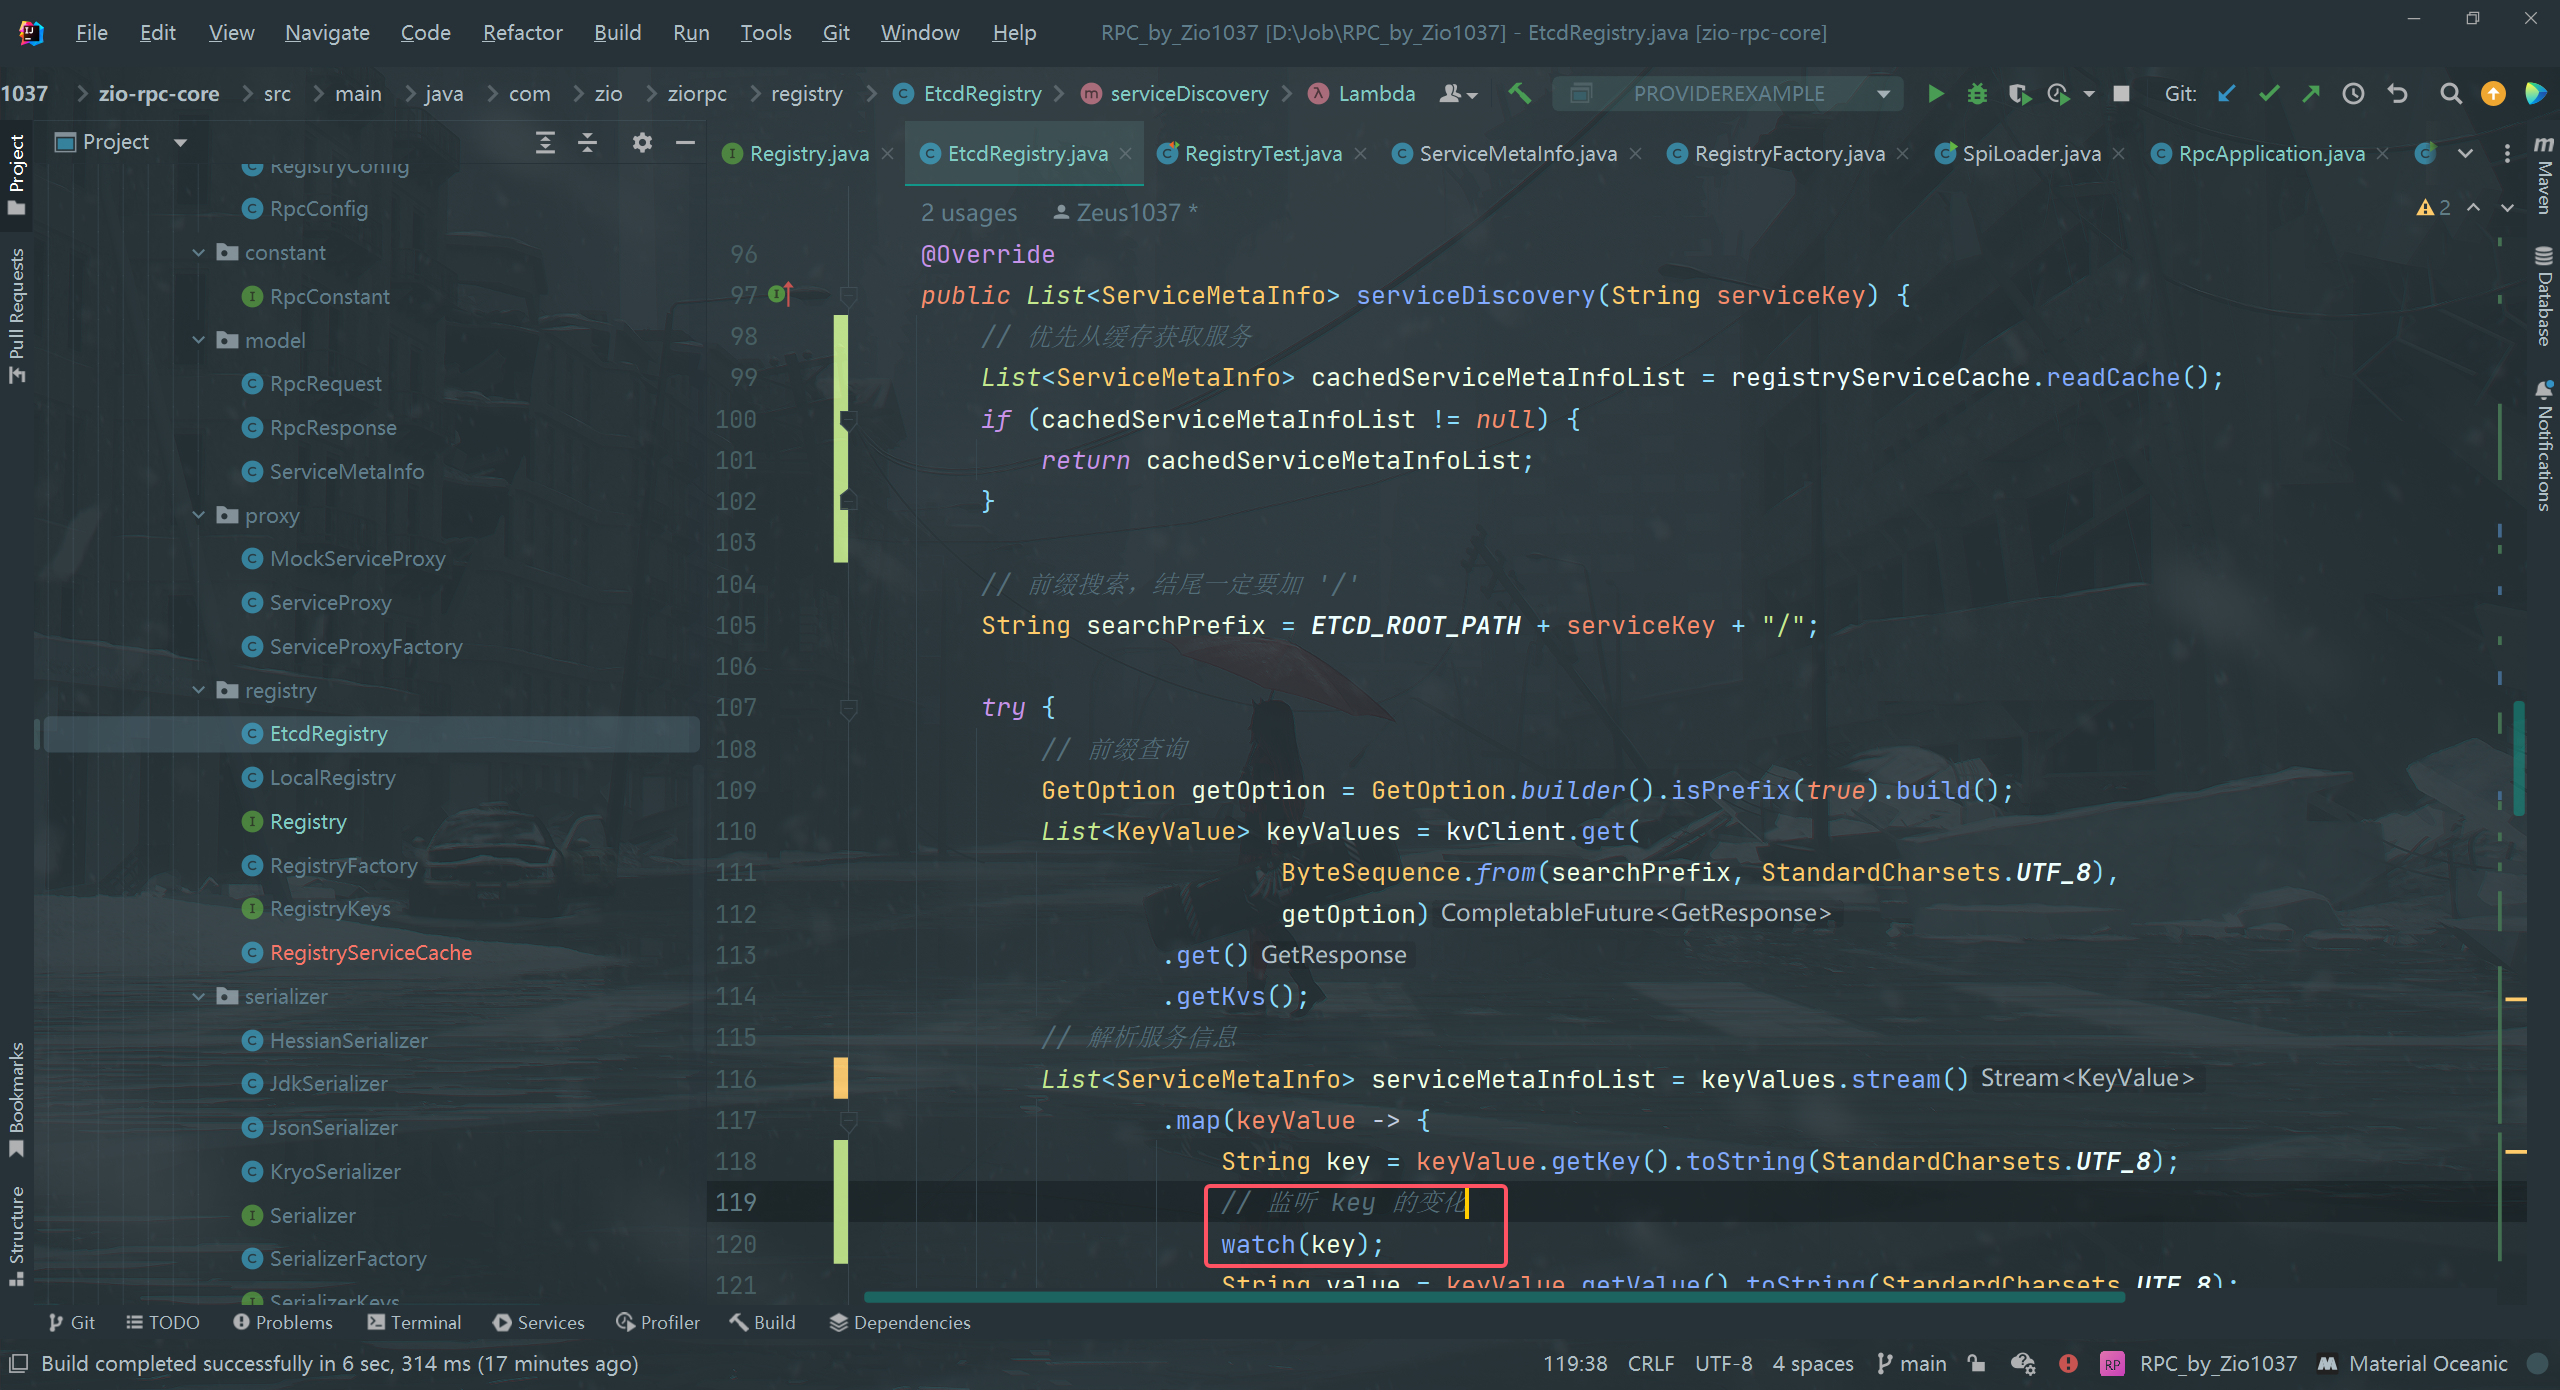 File Edit View Navigate Code Refactor Build Run Tools Git Window Help RPC_by_Zio1037 [D:\Job\RPC_by_Zio1037] - EtcdRegistry.java [zio-rpc-core]
1037 zio-rpc-core src main java com zio ziorpc registry EtcdRegistry serviceDiscovery Lambda PROVIDEREXAMPLE Git:
Project
Registry.java EtcdRegistry.java RegistryTest.java ServiceMetaInfo.java RegistryFactory.java SpiLoader.java RpcApplication.java
Project
Pull Requests
Bookmarks
Structure
RegistryConfig
RpcConfig
constant
RpcConstant
model
RpcRequest
RpcResponse
ServiceMetaInfo
proxy
MockServiceProxy
ServiceProxy
ServiceProxyFactory
registry
EtcdRegistry
LocalRegistry
Registry
RegistryFactory
RegistryKeys
RegistryServiceCache
serializer
HessianSerializer
JdkSerializer
JsonSerializer
KryoSerializer
Serializer
SerializerFactory
SerializerKeys
2 usages Zeus1037 *
2
96 @Override
97 public List<ServiceMetaInfo> serviceDiscovery(String serviceKey) {
98 // 优先从缓存获取服务
99 List<ServiceMetaInfo> cachedServiceMetaInfoList = registryServiceCache.readCache();
100 if (cachedServiceMetaInfoList != null) {
101 return cachedServiceMetaInfoList;
102 }
103
104 // 前缀搜索，结尾一定要加 '/'
105 String searchPrefix = ETCD_ROOT_PATH + serviceKey + "/";
106
107 try {
108 // 前缀查询
109 GetOption getOption = GetOption.builder().isPrefix(true).build();
110 List<KeyValue> keyValues = kvClient.get(
111 ByteSequence.from(searchPrefix, StandardCharsets.UTF_8),
112 getOption) CompletableFuture<GetResponse>
113 .get() GetResponse
114 .getKvs();
115 // 解析服务信息
116 List<ServiceMetaInfo> serviceMetaInfoList = keyValues.stream() Stream<KeyValue>
117 .map(keyValue -> {
118 String key = keyValue.getKey().toString(StandardCharsets.UTF_8);
119 // 监听 key 的变化
120 watch(key);
121 String value = keyValue.getValue().toString(StandardCharsets.UTF_8);
Maven
Database
Notifications
Git TODO Problems Terminal Services Profiler Build Dependencies
Build completed successfully in 6 sec, 314 ms (17 minutes ago) 119:38 CRLF UTF-8 4 spaces main RP RPC_by_Zio1037 Material Oceanic